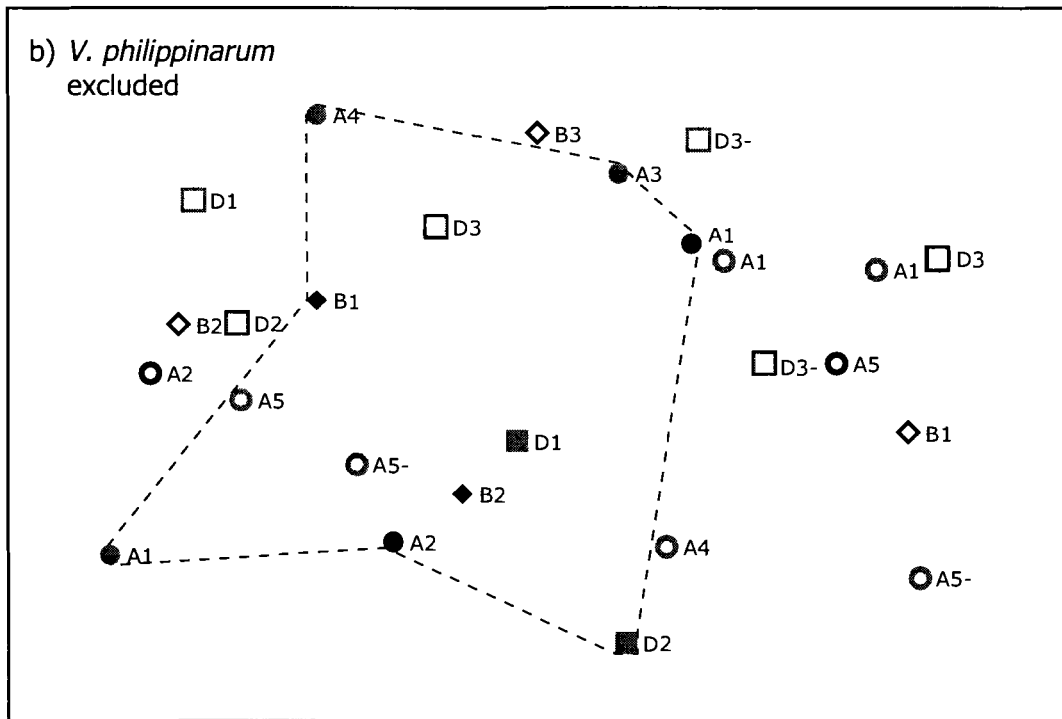 b) V. philippinarum
excluded
A4
B3
D3-
A3
D1
D3
A1
A1
A1
D3
B1
B2
D2
D3-
A5
A2
A5
B1
D1
A5-
B2
A2
A4
A1
A5-
D2